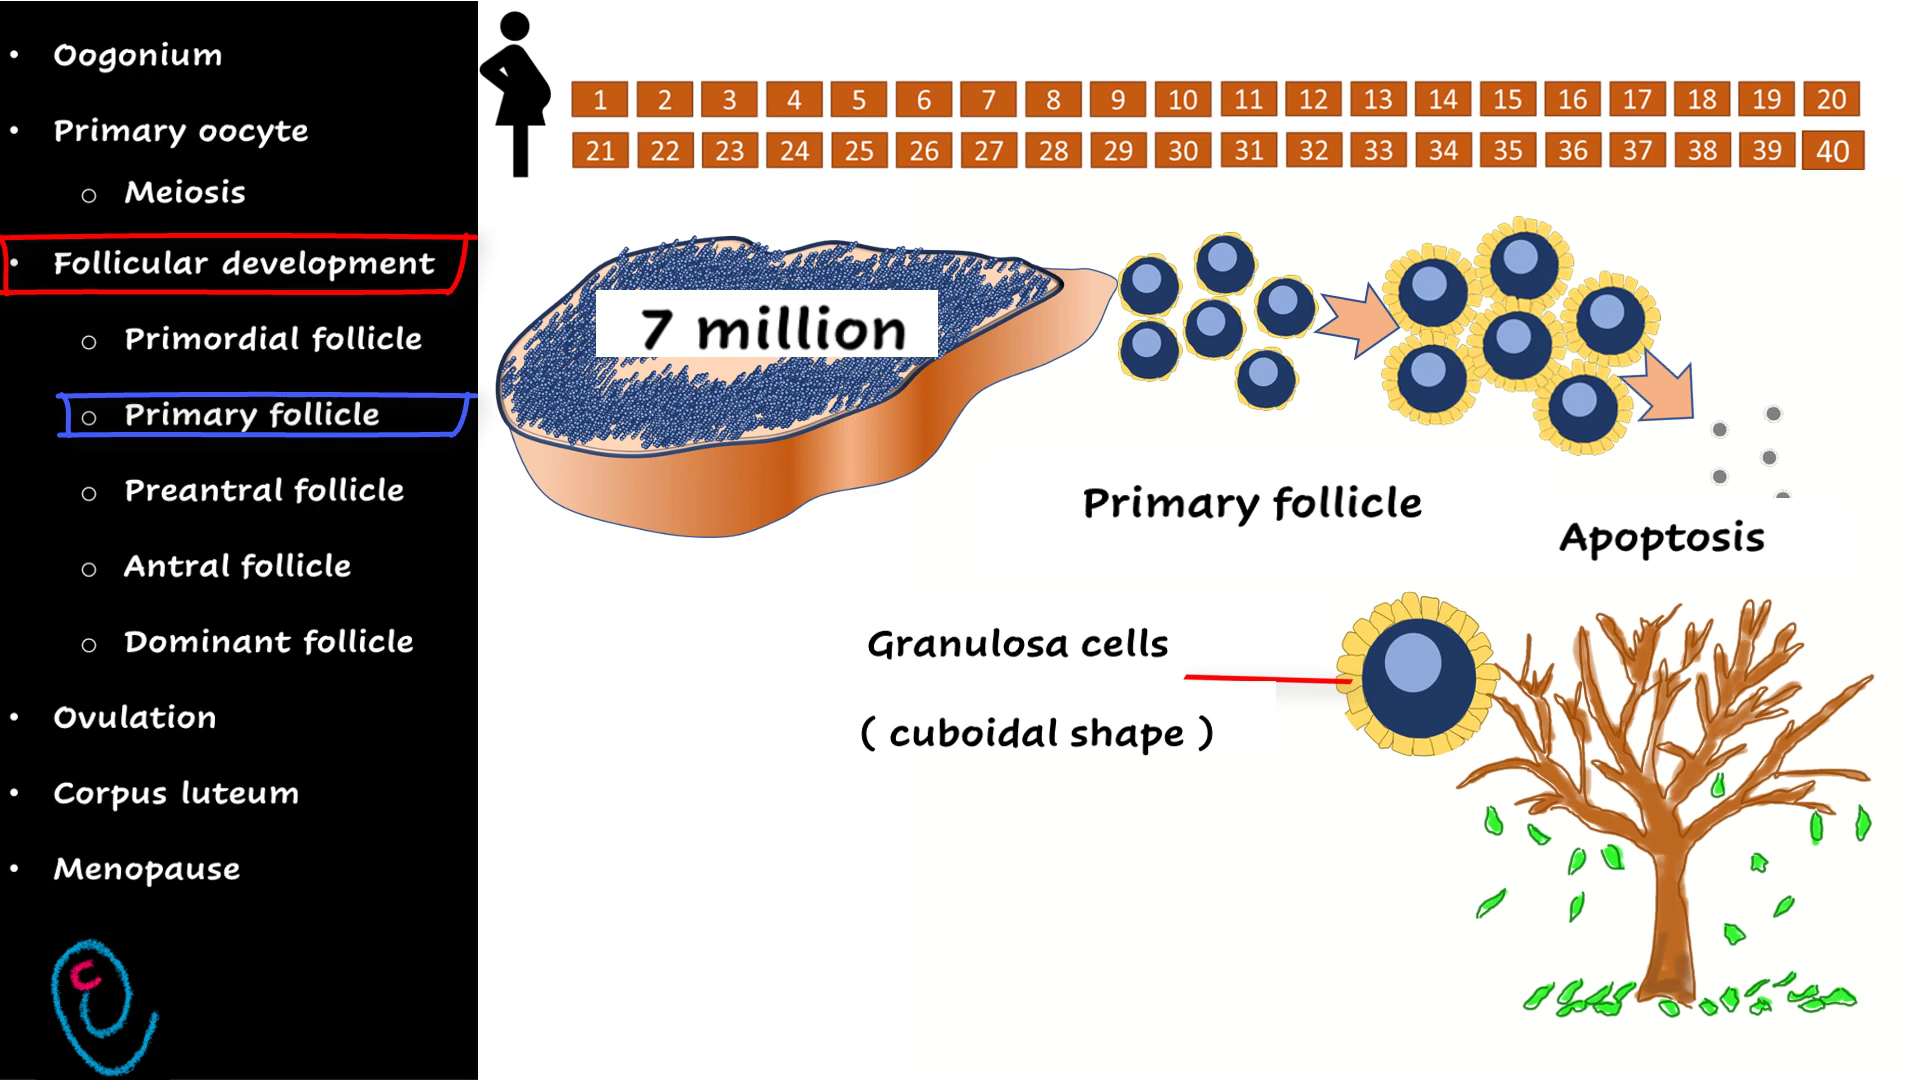 • Oogonium
• Primary oocyte
o Meiosis
• Follicular development
o Primordial follicle
o Primary follicle
o Preantral follicle
o Antral follicle
o Dominant follicle
• Ovulation
• Corpus luteum
• Menopause
1 2 3 4 5 6 7 8 9 10 11 12 13 14 15 16 17 18 19 20
21 22 23 24 25 26 27 28 29 30 31 32 33 34 35 36 37 38 39 40
7 million
Primary follicle
Apoptosis
Granulosa cells
( cuboidal shape )